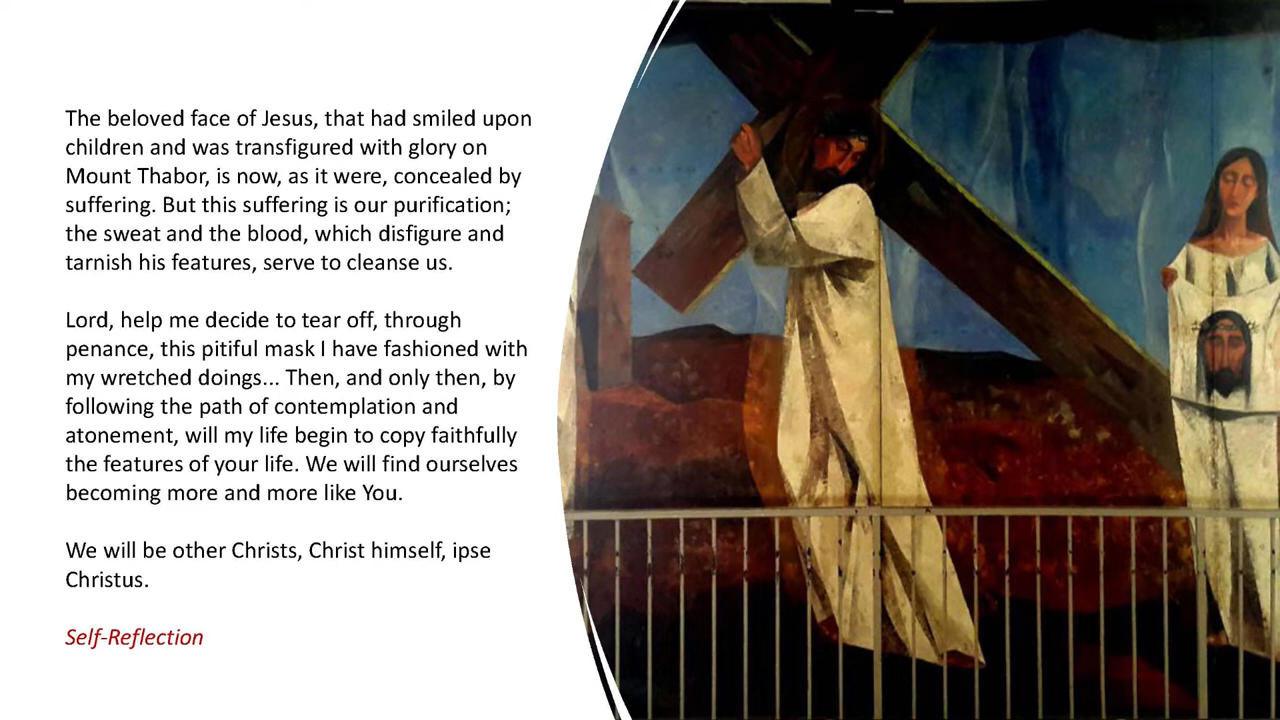 The beloved face of Jesus, that had smiled upon
children and was transfigured with glory on
Mount Thabor, is now, as it were, concealed by
suffering. But this suffering is our purification;
the sweat and the blood, which disfigure and
tarnish his features, serve to cleanse us.
Lord, help me decide to tear off, through
penance, this pitiful mask I have fashioned with
my wretched doings... Then, and only then, by
following the path of contemplation and
atonement, will my life begin to copy faithfully
the features of your life. We will find ourselves
becoming more and more like You.
We will be other Christs, Christ himself, ipse
Christus.
Self-Reflection